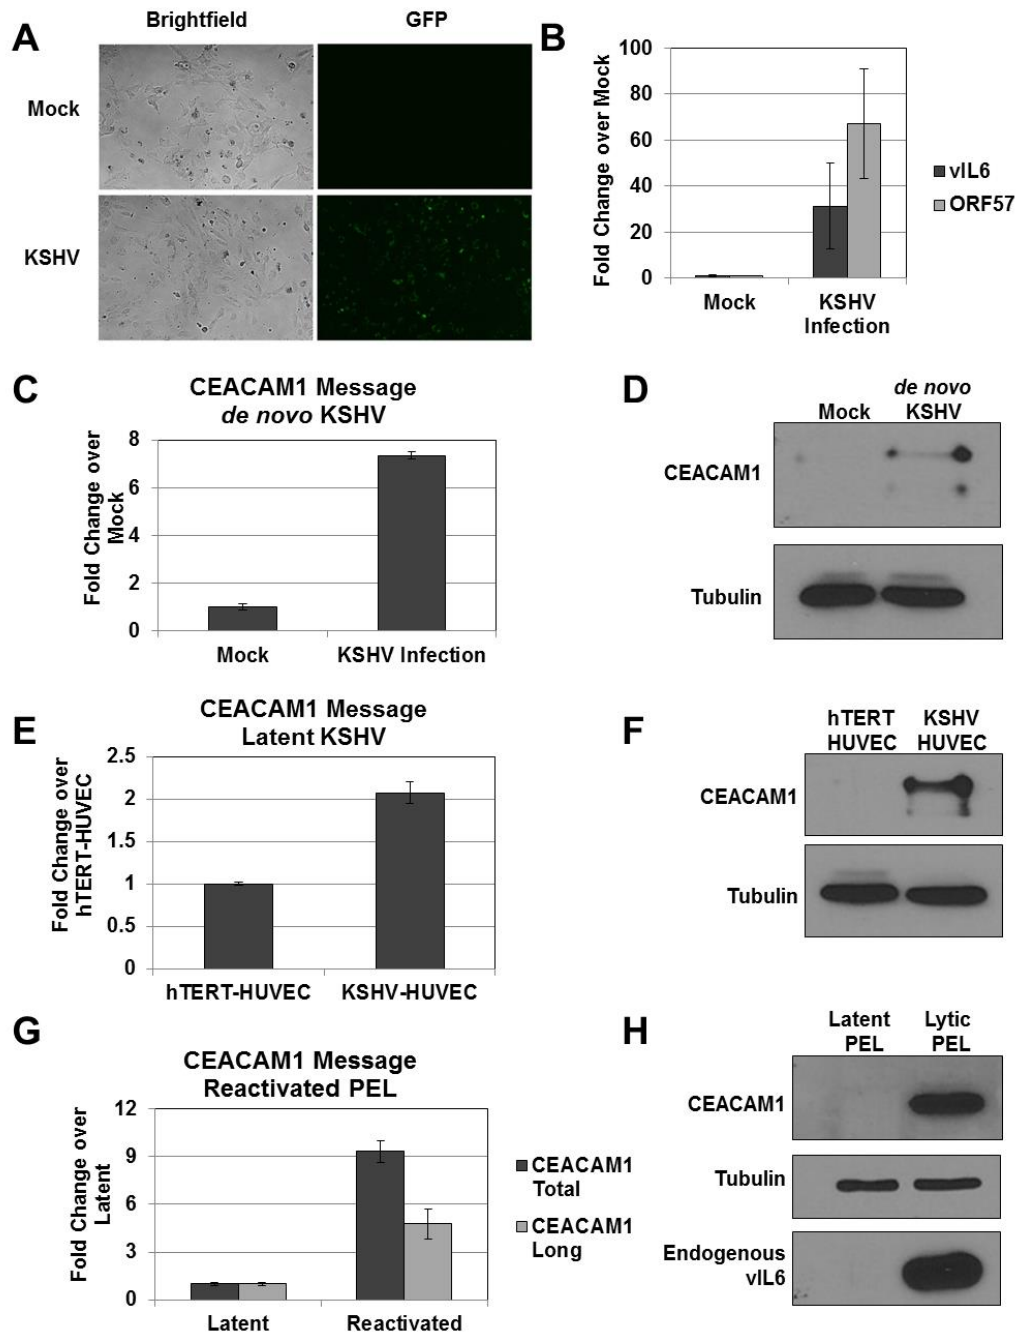 A
Brightfield
GFP
Mock
KSHV
B
Fold Change over Mock
100
80
60
40
20
0
Mock
KSHV
Infection
vIL6
ORF57
C
CEACAM1 Message
de novo KSHV
Fold Change over
Mock
8
6
4
2
0
Mock
KSHV Infection
D
Mock
de novo
KSHV
CEACAM1
Tubulin
E
CEACAM1 Message
Latent KSHV
Fold Change over
hTERT-HUVEC
2.5
2
1.5
1
0.5
0
hTERT-HUVEC
KSHV-HUVEC
F
hTERT
HUVEC
KSHV
HUVEC
CEACAM1
Tubulin
G
CEACAM1 Message
Reactivated PEL
Fold Change over
Latent
12
9
6
3
0
Latent
Reactivated
CEACAM1
Total
CEACAM1
Long
H
Latent
PEL
Lytic
PEL
CEACAM1
Tubulin
Endogenous
vIL6